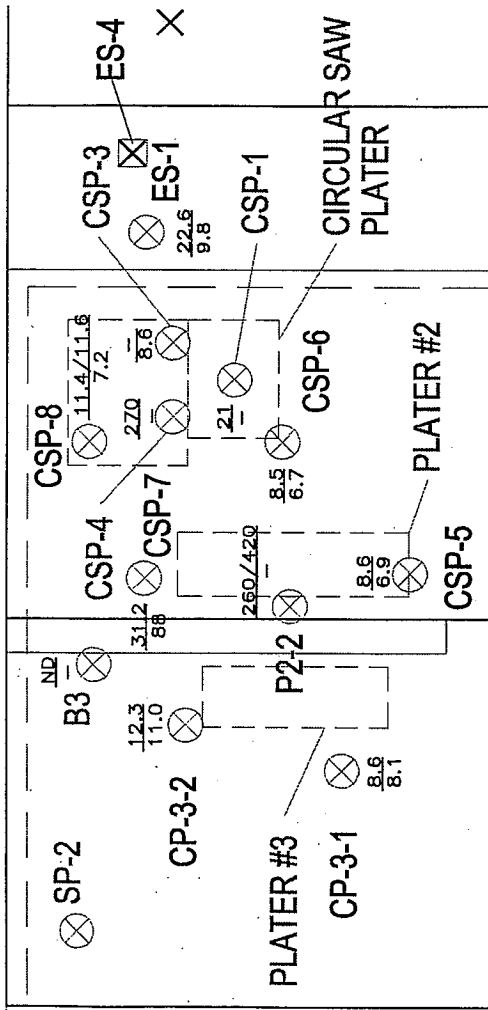 SP-2
B3
ND
–
CP-3-2
12.3
11.0
PLATER #3
CP-3-1
8.6
8.1
CSP-4
CSP-7
31.2
88
P2-2
260/420
–
CSP-5
8.6
6.9
PLATER #2
CSP-8
11.4/11.6
7.2
270
–
–
8.6
CSP-3
21
–
CSP-1
CSP-6
8.5
6.7
CIRCULAR SAW
PLATER
ES-1
22.6
9.8
ES-4